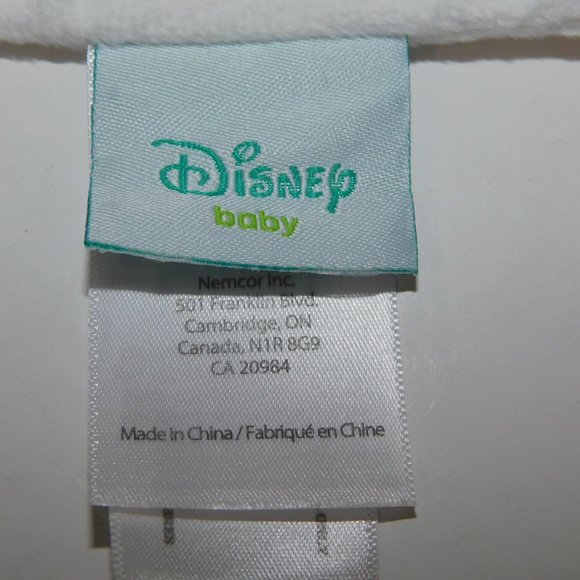 Disney
baby
Nemcor Inc.
501 Franklin Blvd.
Cambridge, ON
Canada, N1R 8G9
CA 20984
Made in China / Fabriqué en Chine